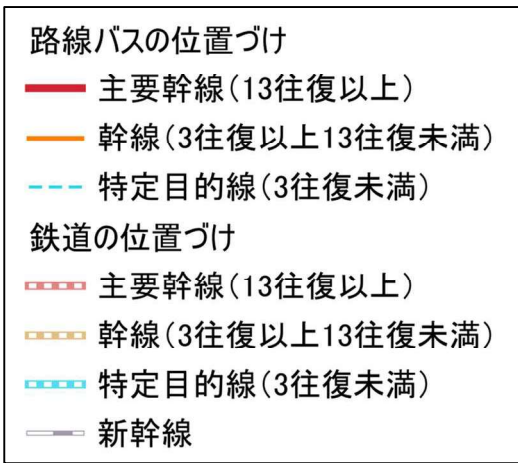 路線バスの位置づけ
主要幹線(13往復以上)
幹線(3往復以上13往復未満)
特定目的線(3往復未満)
鉄道の位置づけ
主要幹線(13往復以上)
幹線(3往復以上13往復未満)
特定目的線(3往復未満)
新幹線